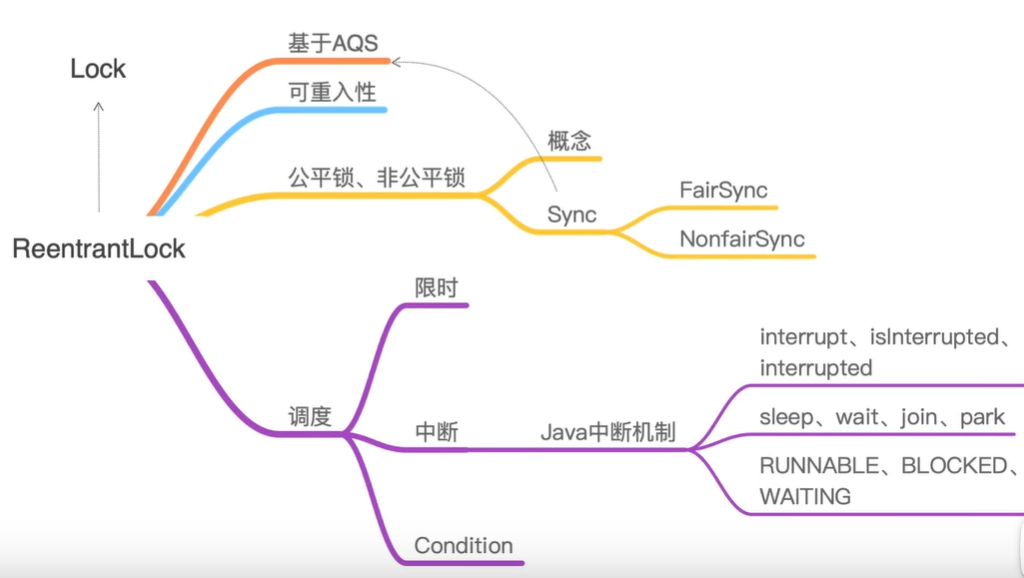 Lock
ReentrantLock
基于AQS
可重入性
公平锁、非公平锁
概念
Sync
FairSync
NonfairSync
调度
限时
中断
Java中断机制
interrupt、isInterrupted、
interrupted
sleep、wait、join、park
RUNNABLE、BLOCKED、
WAITING
Condition